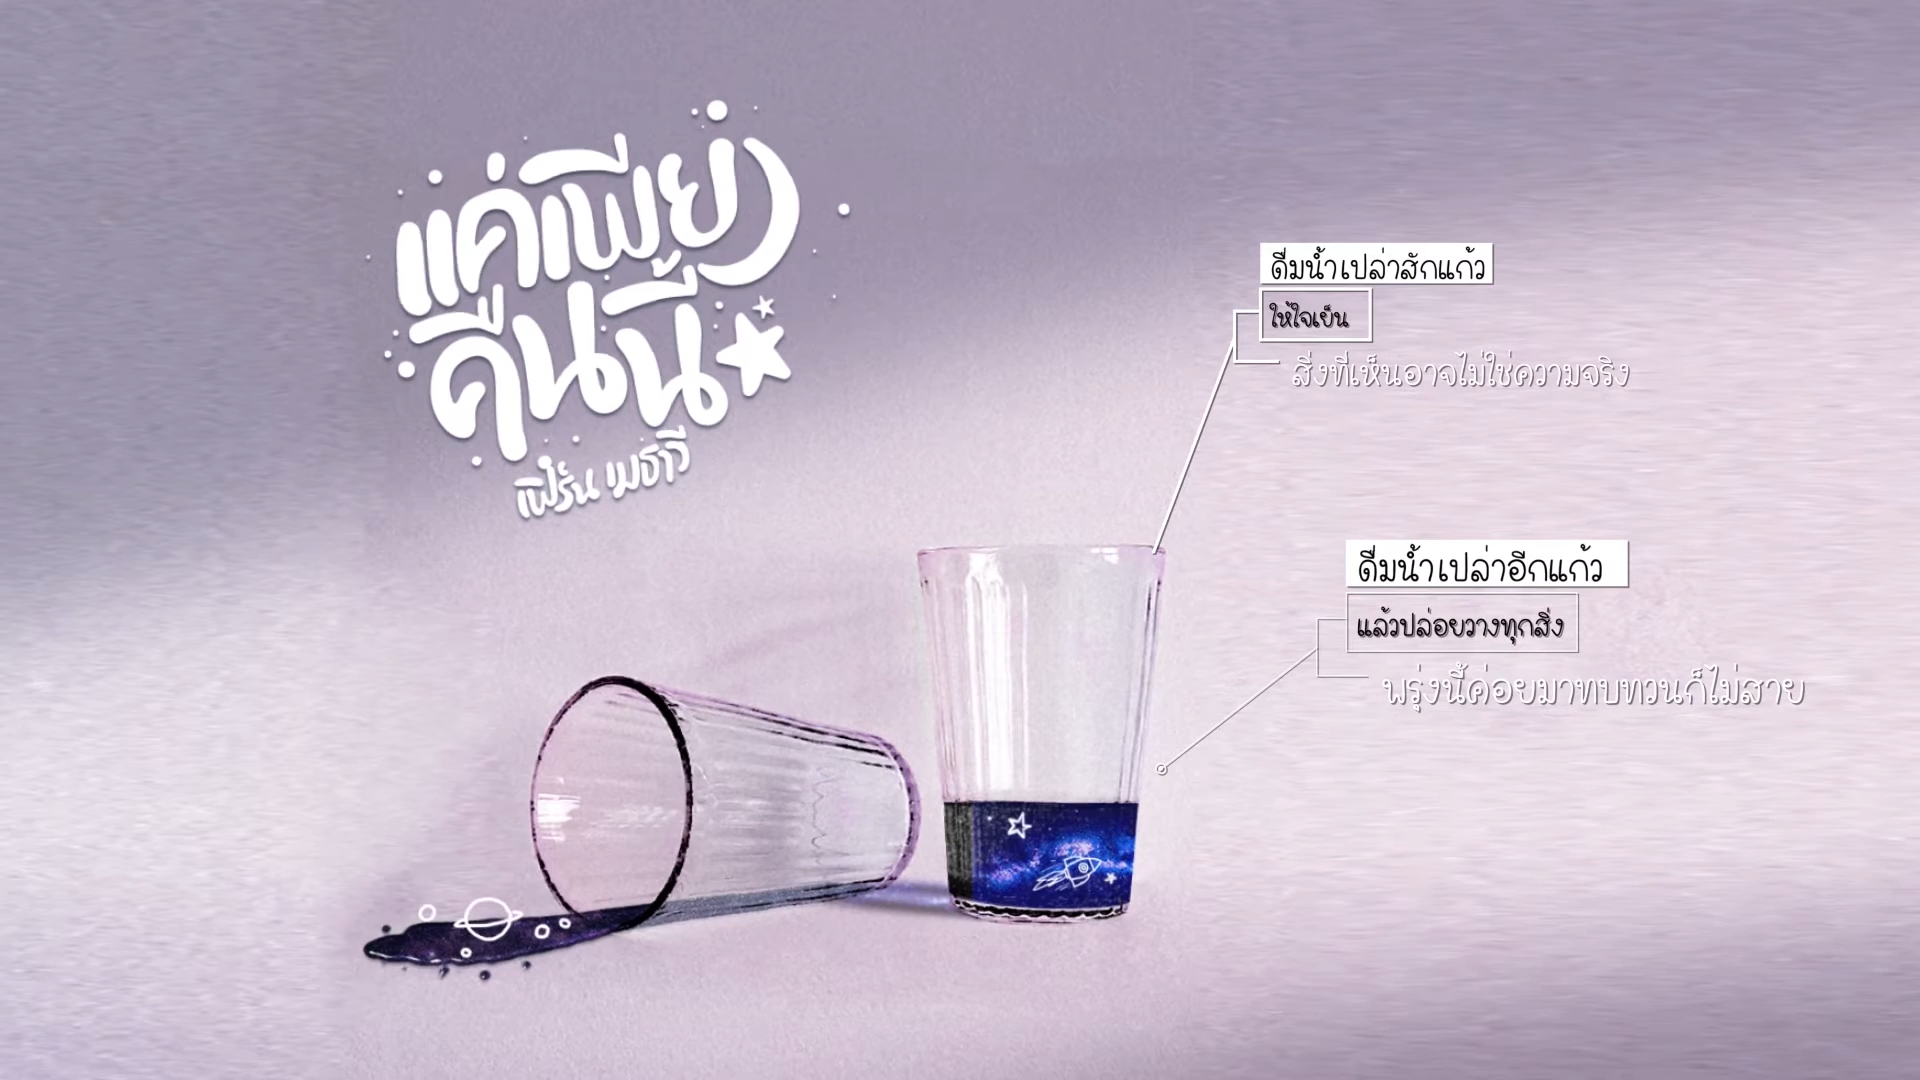 แค่เพียง
คืนนี้
เฟิร์น เมธาวี
ดื่มน้ำเปล่าสักแก้ว
ให้ใจเย็น
สิ่งที่เห็นอาจไม่ใช่ความจริง
ดื่มน้ำเปล่าอีกแก้ว
แล้วปล่อยวางทุกสิ่ง
พรุ่งนี้ค่อยมาทบทวนก็ไม่สาย